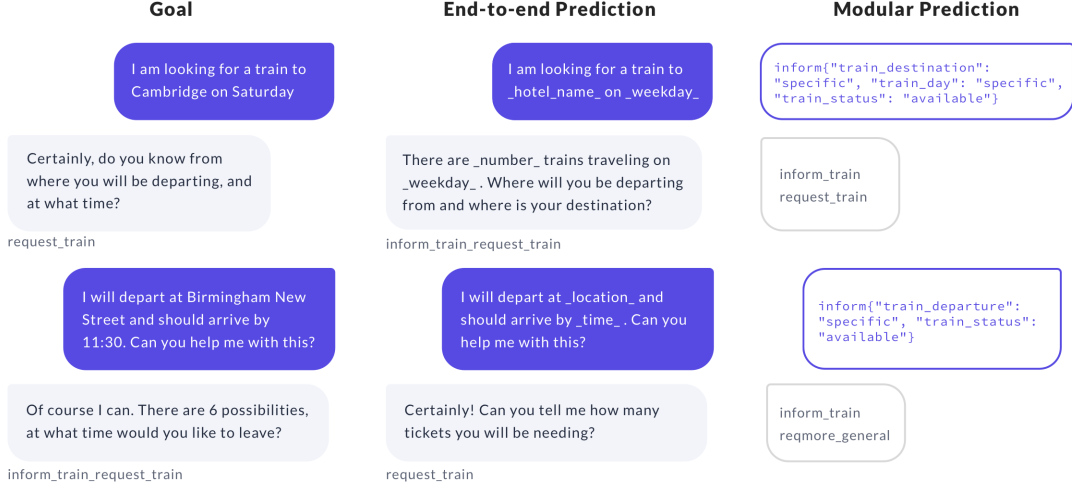 Goal
I am looking for a train to
Cambridge on Saturday
Certainly, do you know from
where you will be departing, and
at what time?
request_train
I will depart at Birmingham New
Street and should arrive by
11:30. Can you help me with this?
Of course I can. There are 6 possibilities,
at what time would you like to leave?
inform_train_request_train
End-to-end Prediction
I am looking for a train to
_hotel_name_ on _weekday_
There are _number_ trains traveling on
_weekday_ . Where will you be departing
from and where is your destination?
inform_train_request_train
I will depart at _location_ and
should arrive by _time_ . Can you
help me with this?
Certainly! Can you tell me how many
tickets you will be needing?
request_train
Modular Prediction
inform{"train_destination":
"specific", "train_day": "specific",
"train_status": "available"}
inform_train
request_train
inform{"train_departure":
"specific", "train_status":
"available"}
inform_train
reqmore_general